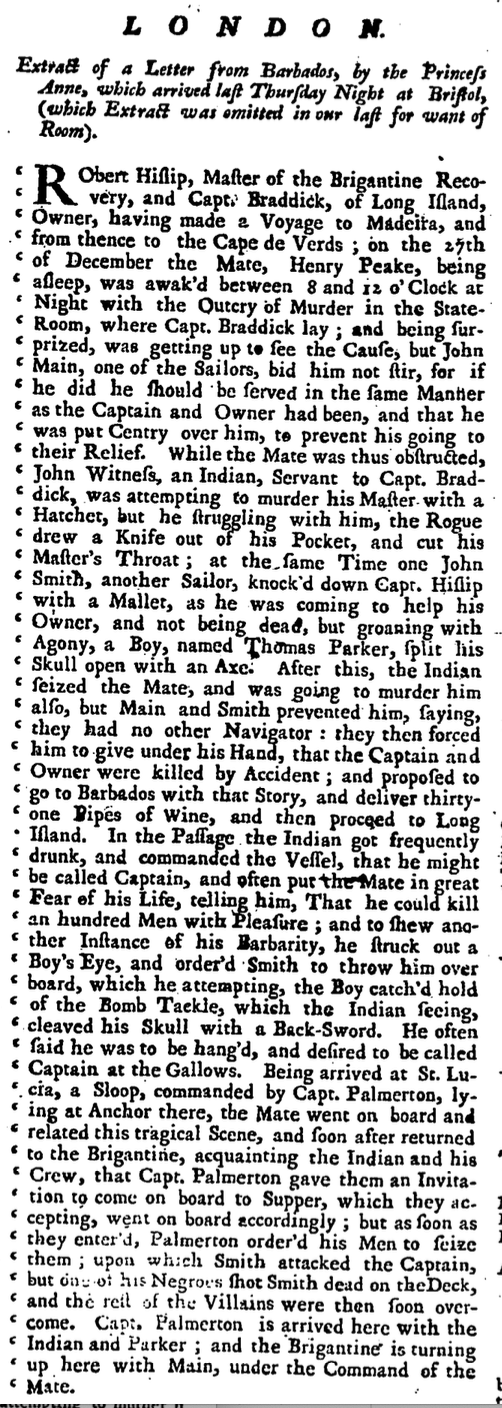 LONDON.
Extract of a Letter from Barbados, by the Princeſs
Anne, which arrived laſt Thurſday Night at Briſtol,
(which Extract was omitted in our laſt for want of
Room).
‘ RObert Hiſlip, Maſter of the Brigantine Reco-
‘ very, and Capt. Braddick, of Long Iſland,
‘ Owner, having made a Voyage to Madeira, and
‘ from thence to the Cape de Verds ; on the 27th
‘ of December the Mate, Henry Peake, being
‘ aſleep, was awak'd between 8 and 12 o'Clock at
‘ Night with the Outcry of Murder in the State-
‘ Room, where Capt. Braddick lay ; and being ſur-
‘ prized, was getting up to ſee the Cauſe, but John
‘ Main, one of the Sailors, bid him not ſtir, for if
‘ he did he ſhould be ſerved in the ſame Manner
‘ as the Captain and Owner had been, and that he
‘ was put Centry over him, to prevent his going to
‘ their Relief. While the Mate was thus obſtructed,
‘ John Witneſs, an Indian, Servant to Capt. Brad-
‘ dick, was attempting to murder his Maſter with a
‘ Hatchet, but he ſtruggling with him, the Rogue
‘ drew a Knife out of his Pocket, and cut his
‘ Maſter's Throat ; at the ſame Time one John
‘ Smith, another Sailor, knock'd down Capt. Hiſlip
‘ with a Mallet, as he was coming to help his
‘ Owner, and not being dead, but groaning with
‘ Agony, a Boy, named Thomas Parker, ſplit his
‘ Skull open with an Axe. After this, the Indian
‘ ſeized the Mate, and was going to murder him
‘ alſo, but Main and Smith prevented him, ſaying,
‘ they had no other Navigator : they then forced
‘ him to give under his Hand, that the Captain and
‘ Owner were killed by Accident ; and propoſed to
‘ go to Barbados with that Story, and deliver thirty-
‘ one Pipes of Wine, and then proceed to Long
‘ Iſland. In the Paſſage the Indian got frequently
‘ drunk, and commanded the Veſſel, that he might
‘ be called Captain, and often put the Mate in great
‘ Fear of his Life, telling him, That he could kill
‘ an hundred Men with Pleaſure ; and to ſhew ano-
‘ ther Inſtance of his Barbarity, he ſtruck out a
‘ Boy's Eye, and order'd Smith to throw him over
‘ board, which he attempting, the Boy catch'd hold
‘ of the Bomb Tackle, which the Indian ſeeing,
‘ cleaved his Skull with a Back-Sword. He often
‘ ſaid he was to be hang'd, and deſired to be called
‘ Captain at the Gallows. Being arrived at St. Lu-
‘ cia, a Sloop, commanded by Capt. Palmerton, ly-
‘ ing at Anchor there, the Mate went on board and
‘ related this tragical Scene, and ſoon after returned
‘ to the Brigantine, acquainting the Indian and his
‘ Crew, that Capt. Palmerton gave them an Invita-
‘ tion to come on board to Supper, which they ac-
‘ cepting, went on board accordingly ; but as ſoon as
‘ they enter'd, Palmerton order'd his Men to ſeize
‘ them ; upon which Smith attacked the Captain,
‘ but one of his Negroes ſhot Smith dead on theDeck,
‘ and the reſt of the Villains were then ſoon over-
‘ come. Capt. Palmerton is arrived here with the
‘ Indian and Parker ; and the Brigantine is turning
‘ up here with Main, under the Command of the
‘ Mate.